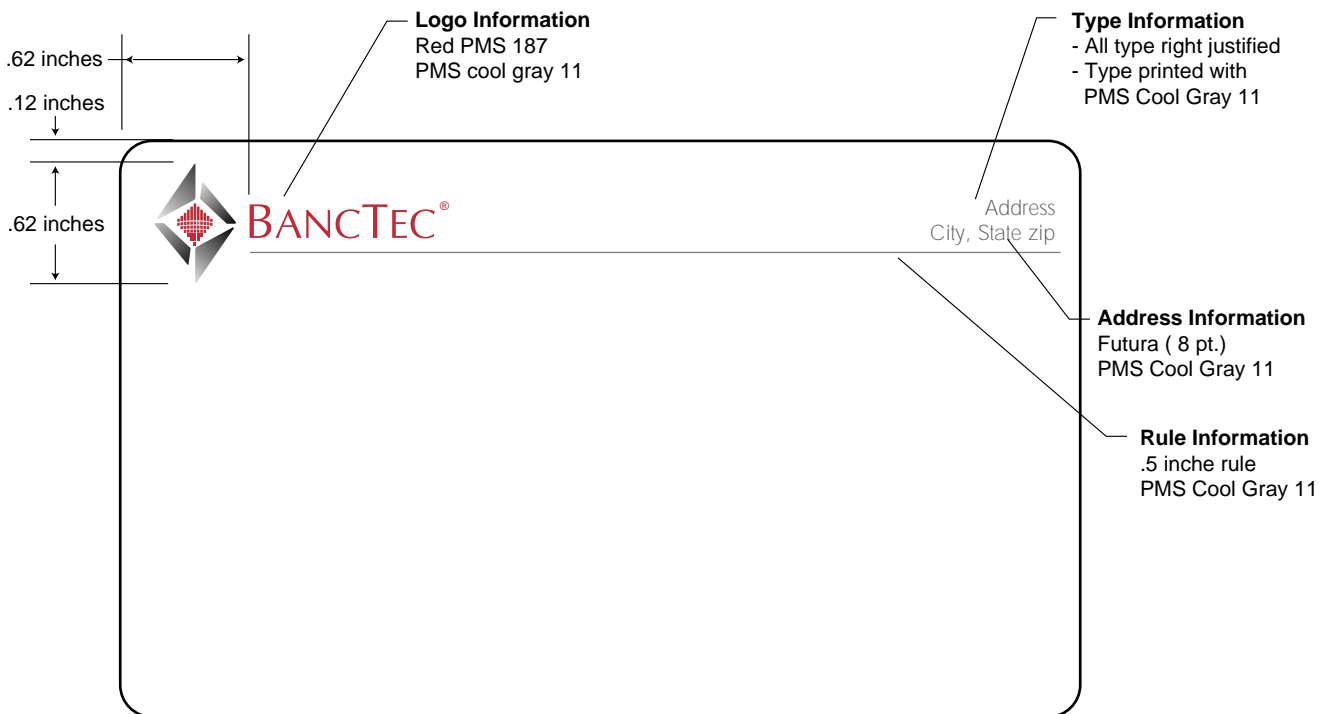 Logo Information
Red PMS 187
PMS cool gray 11
Type Information
- All type right justified
- Type printed with
PMS Cool Gray 11
.62 inches
.12 inches
.62 inches
BANCTEC®
Address
City, State zip
Address Information
Futura ( 8 pt.)
PMS Cool Gray 11
Rule Information
.5 inche rule
PMS Cool Gray 11